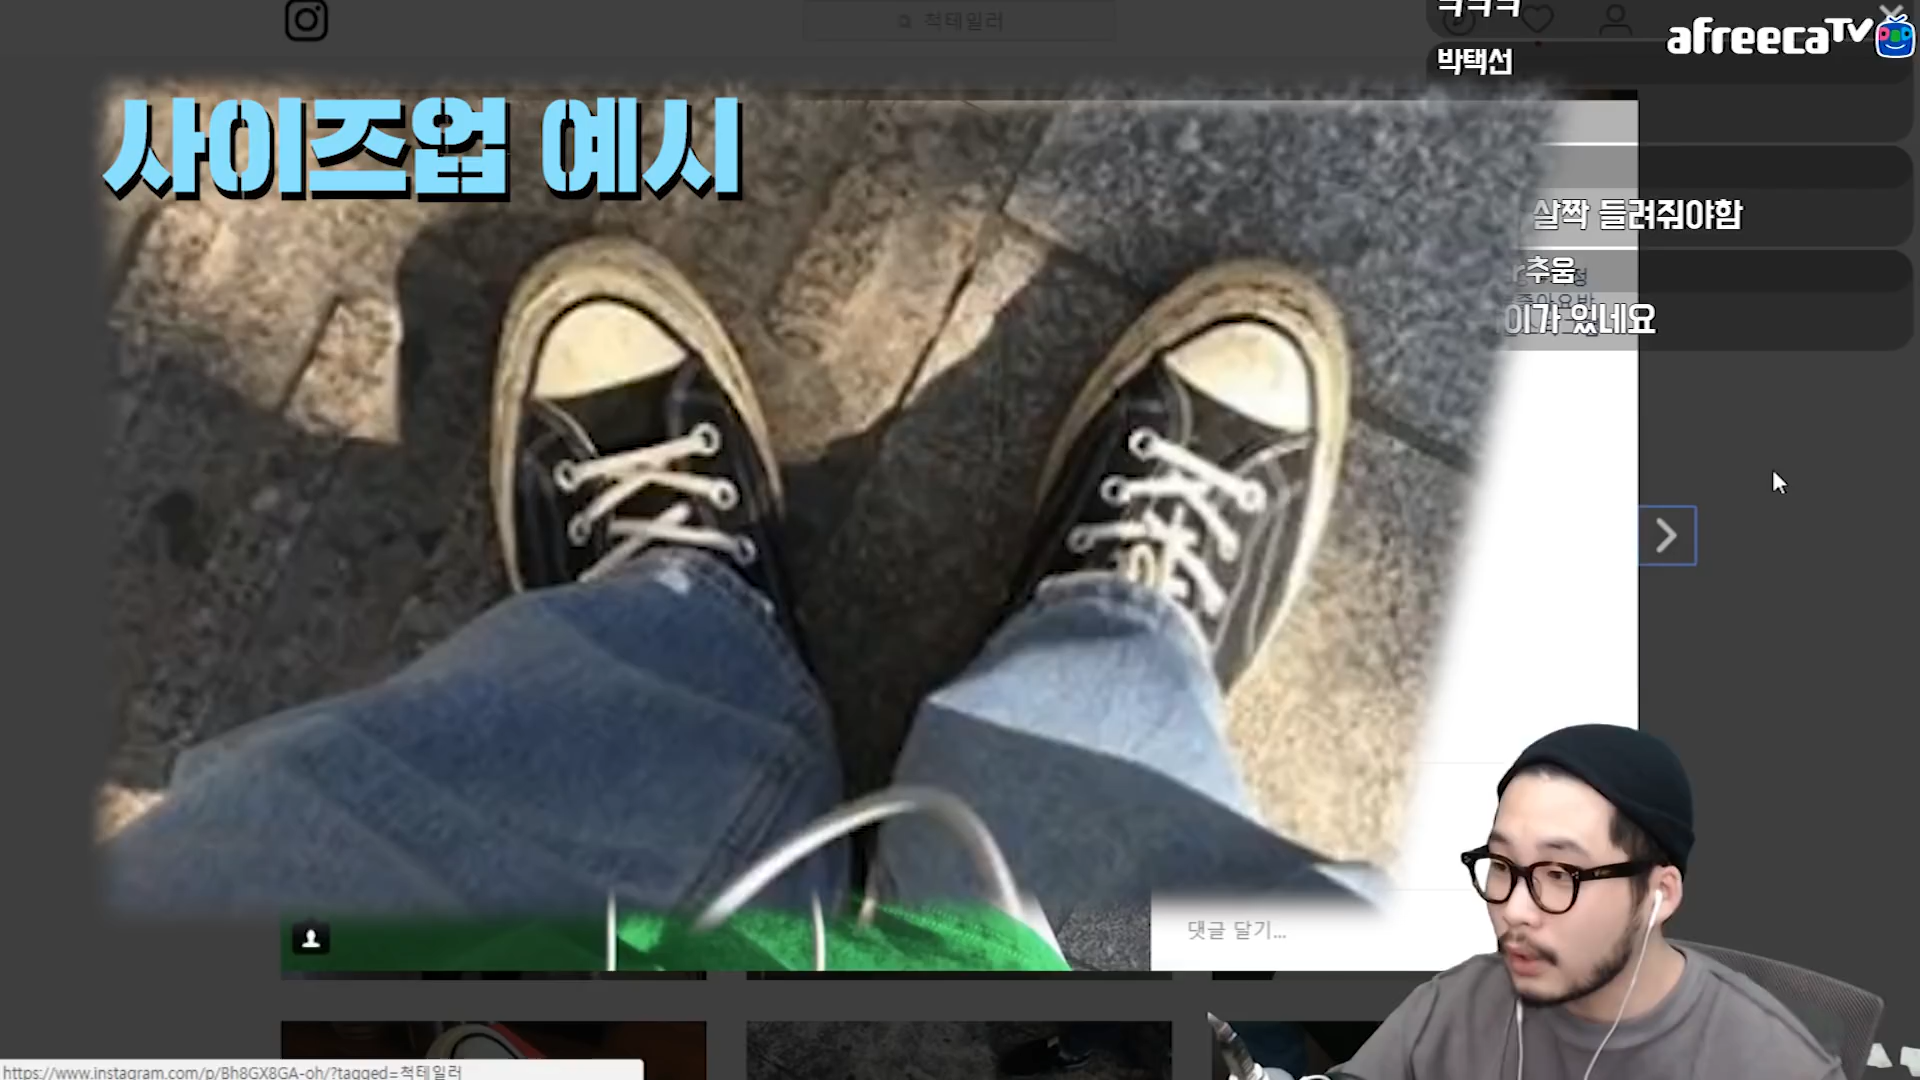 척테일러
ㅋㅋㅋ
afreecaTV
박택선
사이즈업 예시
살짝 들려줘야함
추움
이가 있네요
댓글 달기...
https://www.instagram.com/p/Bh8GX8GA-oh/?tagged=척테일러